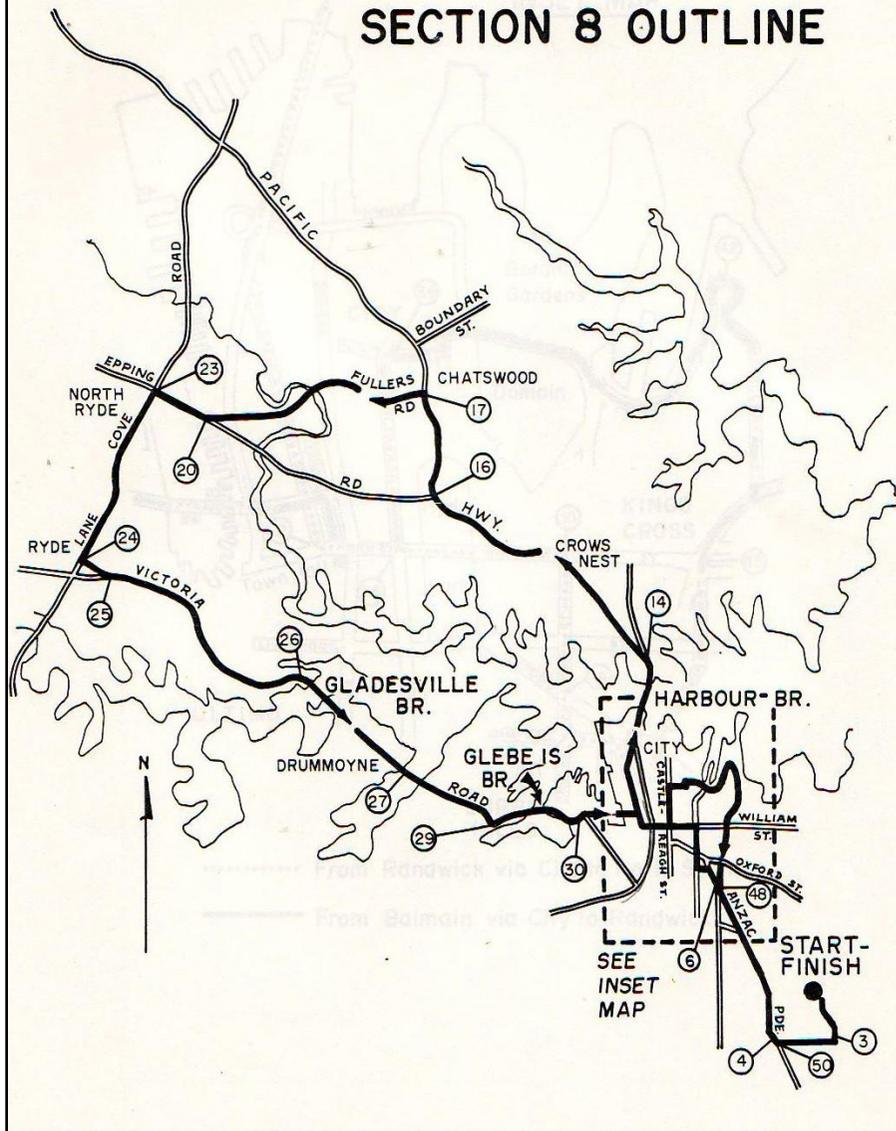 SECTION 8 OUTLINE
PACIFIC
ROAD
BOUNDARY
ST.
EPPING
23
FULLERS
CHATSWOOD
NORTH
RYDE
RD
17
COVE
20
RD
16
HWY.
LANE
24
RYDE
CROWS
NEST
VICTORIA
25
14
26
GLADESVILLE
BR.
HARBOUR-BR.
N
GLEBE IS.
BR.
CITY
DRUMMOYNE
CASTLE-
REAGH ST.
27
ROAD
WILLIAM
ST.
29
30
OXFORD ST.
From Randwick via
48
ANZAC
From Balmain via City to Randwick
6
START-
FINISH
SEE
INSET
MAP
PDE.
4
50
3